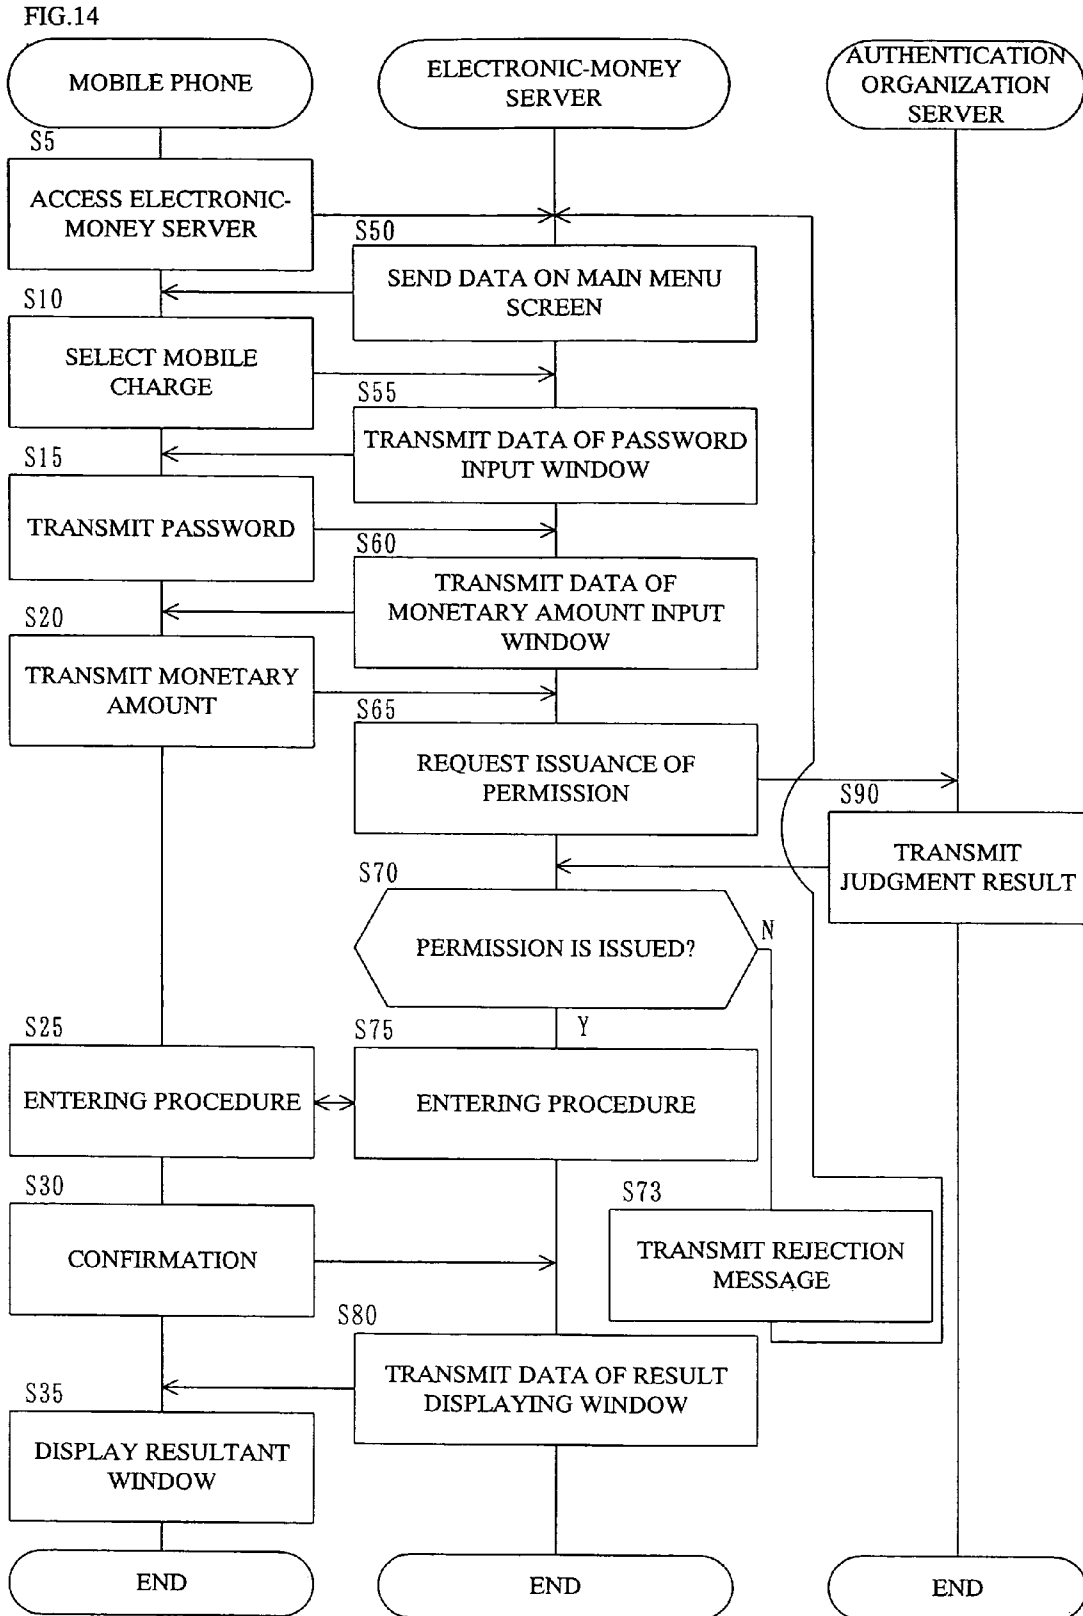 FIG.14
MOBILE PHONE
ELECTRONIC-MONEY
SERVER
AUTHENTICATION
ORGANIZATION
SERVER
S5
ACCESS ELECTRONIC-
MONEY SERVER
S50
SEND DATA ON MAIN MENU
SCREEN
S10
SELECT MOBILE
CHARGE
S55
TRANSMIT DATA OF PASSWORD
INPUT WINDOW
S15
TRANSMIT PASSWORD
S60
TRANSMIT DATA OF
MONETARY AMOUNT INPUT
WINDOW
S20
TRANSMIT MONETARY
AMOUNT
S65
REQUEST ISSUANCE OF
PERMISSION
S90
TRANSMIT
JUDGMENT RESULT
S70
PERMISSION IS ISSUED?
N
Y
S25
ENTERING PROCEDURE
S75
ENTERING PROCEDURE
S30
CONFIRMATION
S73
TRANSMIT REJECTION
MESSAGE
S80
TRANSMIT DATA OF RESULT
DISPLAYING WINDOW
S35
DISPLAY RESULTANT
WINDOW
END
END
END